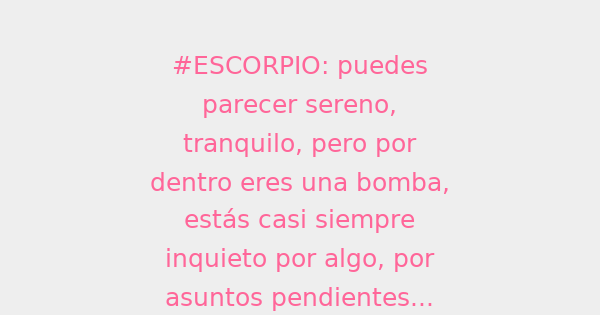 #ESCORPIO: puedes
parecer sereno,
tranquilo, pero por
dentro eres una bomba,
estás casi siempre
inquieto por algo, por
asuntos pendientes...